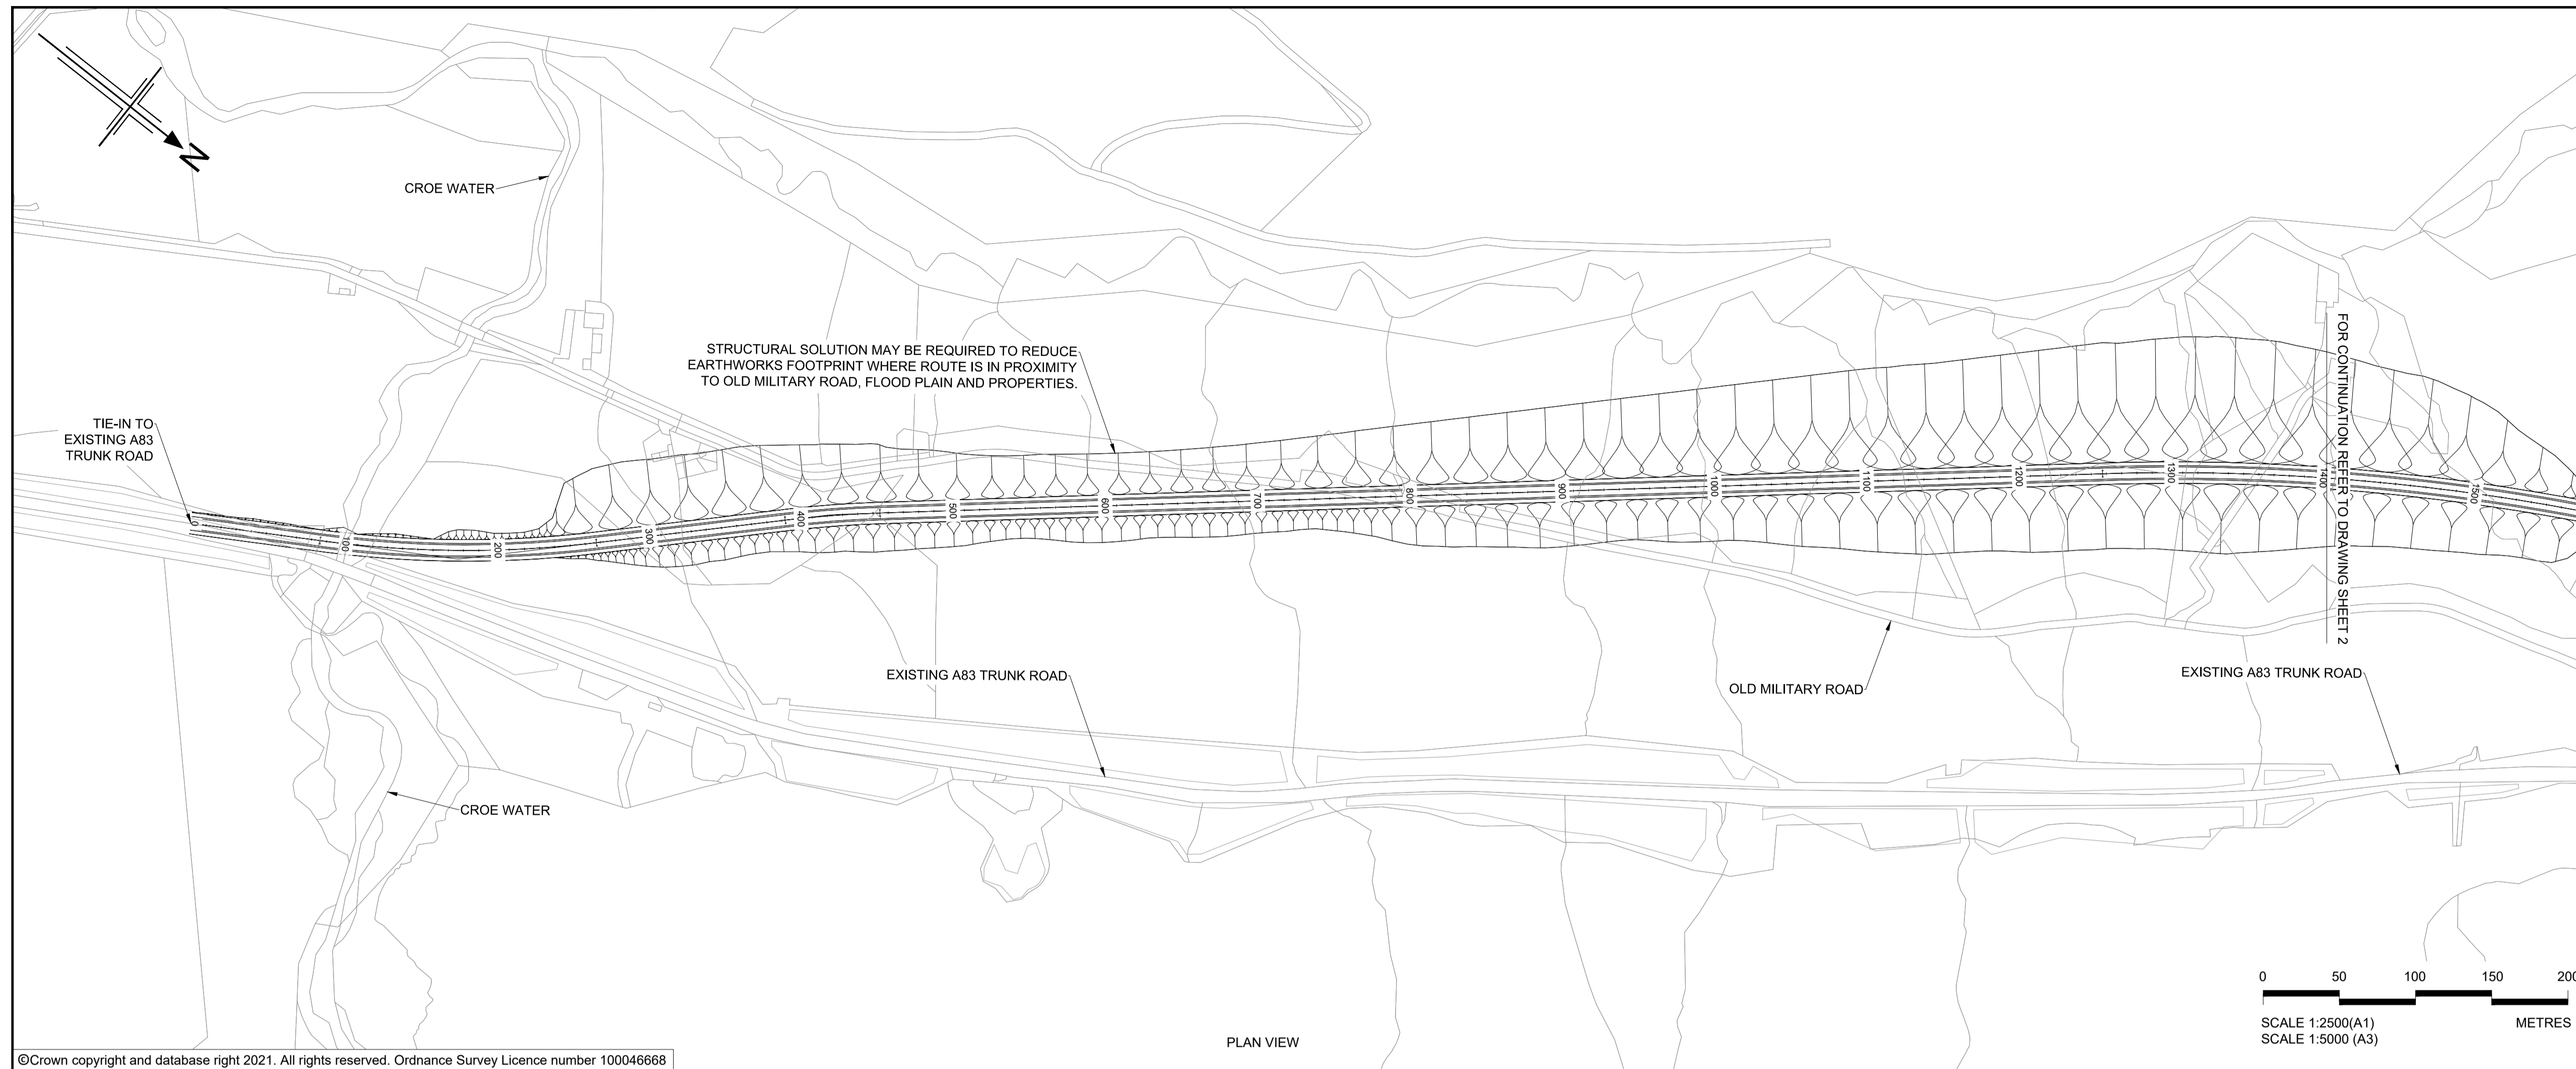 N
CROE WATER
STRUCTURAL SOLUTION MAY BE REQUIRED TO REDUCE
EARTHWORKS FOOTPRINT WHERE ROUTE IS IN PROXIMITY
TO OLD MILITARY ROAD, FLOOD PLAIN AND PROPERTIES.
TIE-IN TO
EXISTING A83
TRUNK ROAD
0
100
200
300
400
500
600
700
800
900
1000
1100
1200
1300
1400
1500
FOR CONTINUATION REFER TO DRAWING SHEET 2
EXISTING A83 TRUNK ROAD
OLD MILITARY ROAD
EXISTING A83 TRUNK ROAD
CROE WATER
0 50 100 150 200
SCALE 1:2500(A1) METRES
SCALE 1:5000 (A3)
PLAN VIEW
©Crown copyright and database right 2021. All rights reserved. Ordnance Survey Licence number 100046668